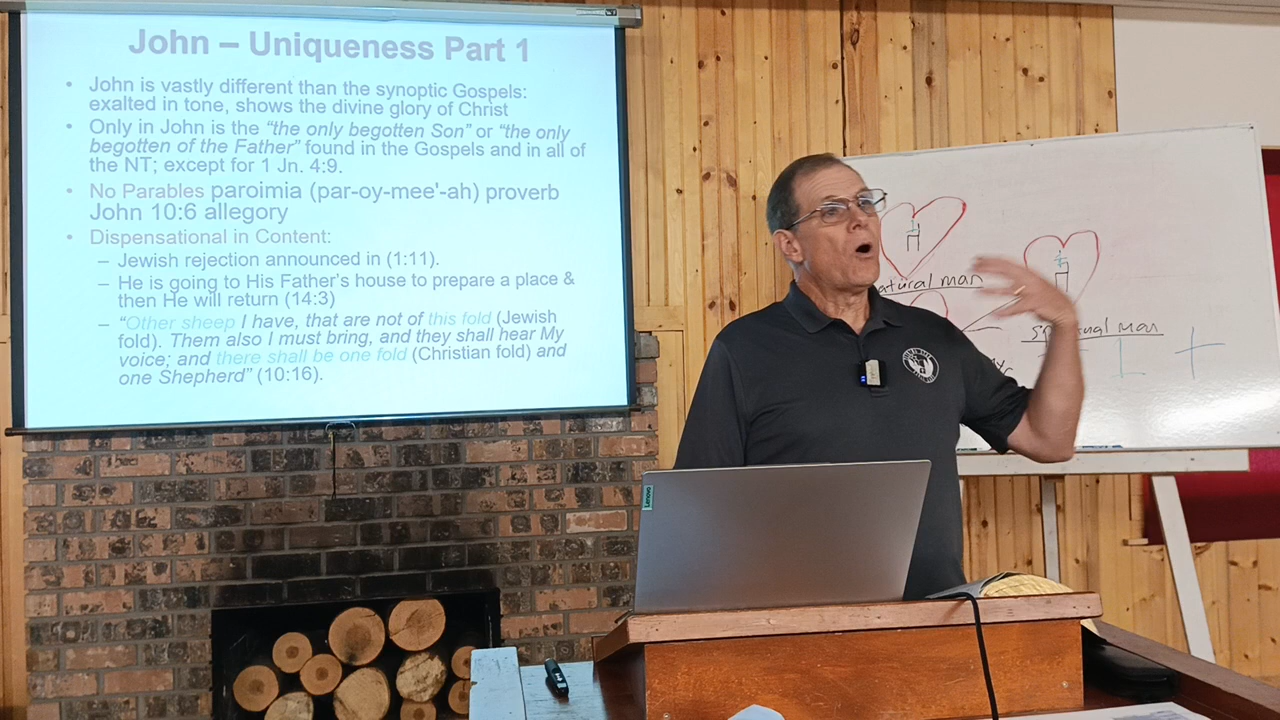 John – Uniqueness Part 1
• John is vastly different than the synoptic Gospels:
exalted in tone, shows the divine glory of Christ
• Only in John is the “the only begotten Son” or “the only
begotten of the Father” found in the Gospels and in all of
the NT; except for 1 Jn. 4:9.
• No Parables paroimia (par-oy-mee'-ah) proverb
John 10:6 allegory
• Dispensational in Content:
– Jewish rejection announced in (1:11).
– He is going to His Father’s house to prepare a place &
then He will return (14:3)
– “Other sheep I have, that are not of this fold (Jewish
fold). Them also I must bring, and they shall hear My
voice; and there shall be one fold (Christian fold) and
one Shepherd” (10:16).
atural man
man
Lenovo